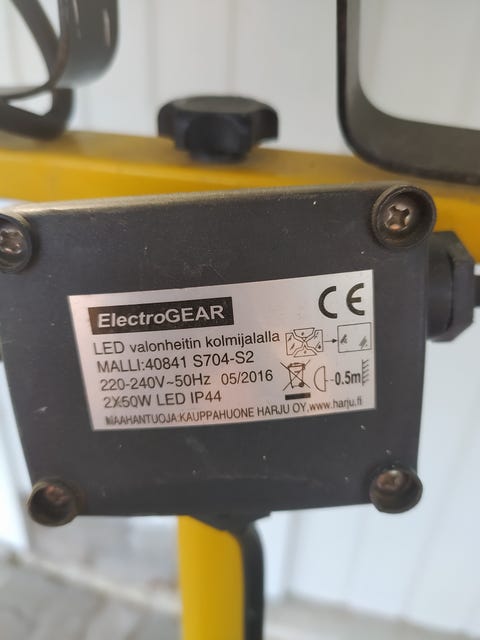 ElectroGEAR
CE
LED valonheitin kolmijalalla
MALLI:40841 S704-S2
220-240V~50Hz 05/2016
2X50W LED IP44
-0.5m
MAAHANTUOJA:KAUPPAHUONE HARJU OY,www.harju.fi